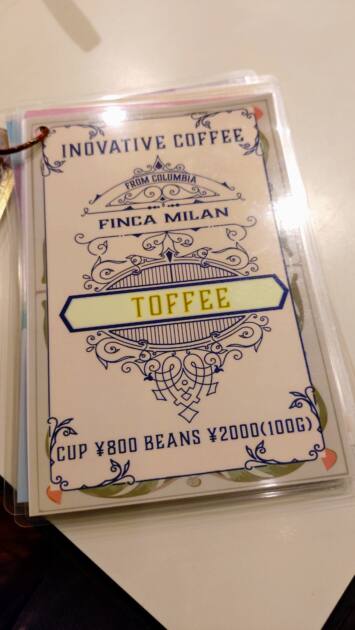 INOVATIVE COFFEE
FROM COLUMBIA
FINCA MILAN
TOFFEE
CUP ¥800 BEANS ¥2000(100G)